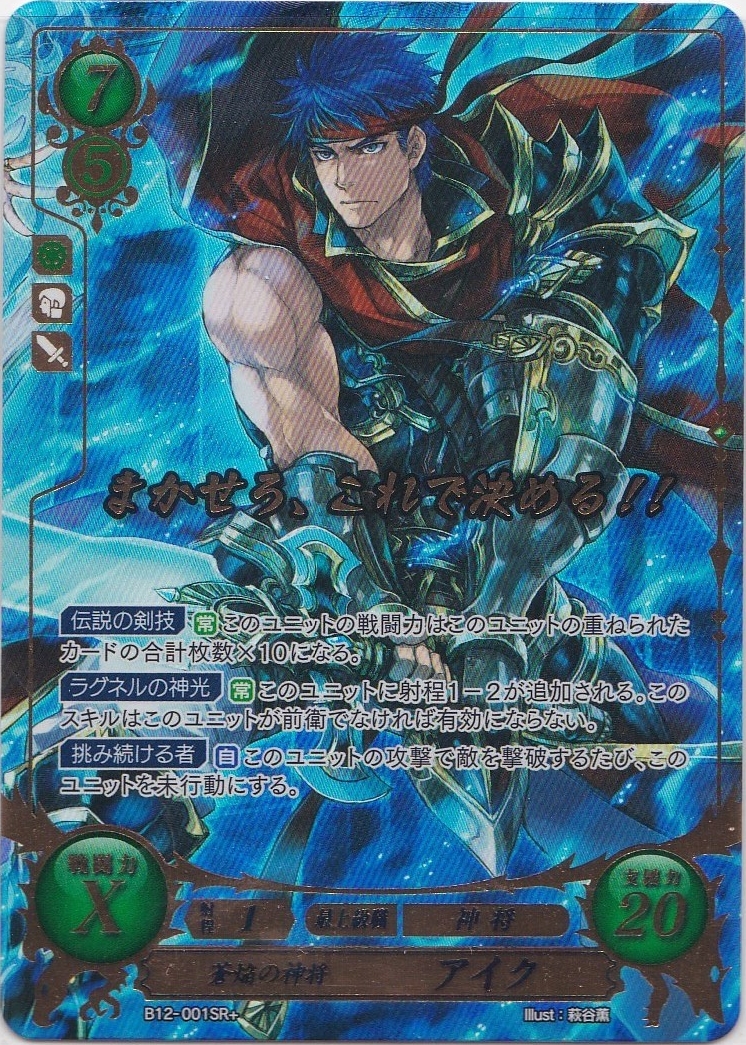 7
5
まかせろ、これで決める!!
伝説の剣技 常 このユニットの戦闘力はこのユニットの重ねられた
カードの合計枚数×10になる。
ラグネルの神光 常 このユニットに射程1－2が追加される。この
スキルはこのユニットが前衛でなければ有効にならない。
挑み続ける者 自 このユニットの攻撃で敵を撃破するたび、この
ユニットを未行動にする。
戦闘力 X
射程 1 最上級職 神将
支援力 20
蒼焔の神将 アイク
B12-001SR+ Illust：萩谷薫